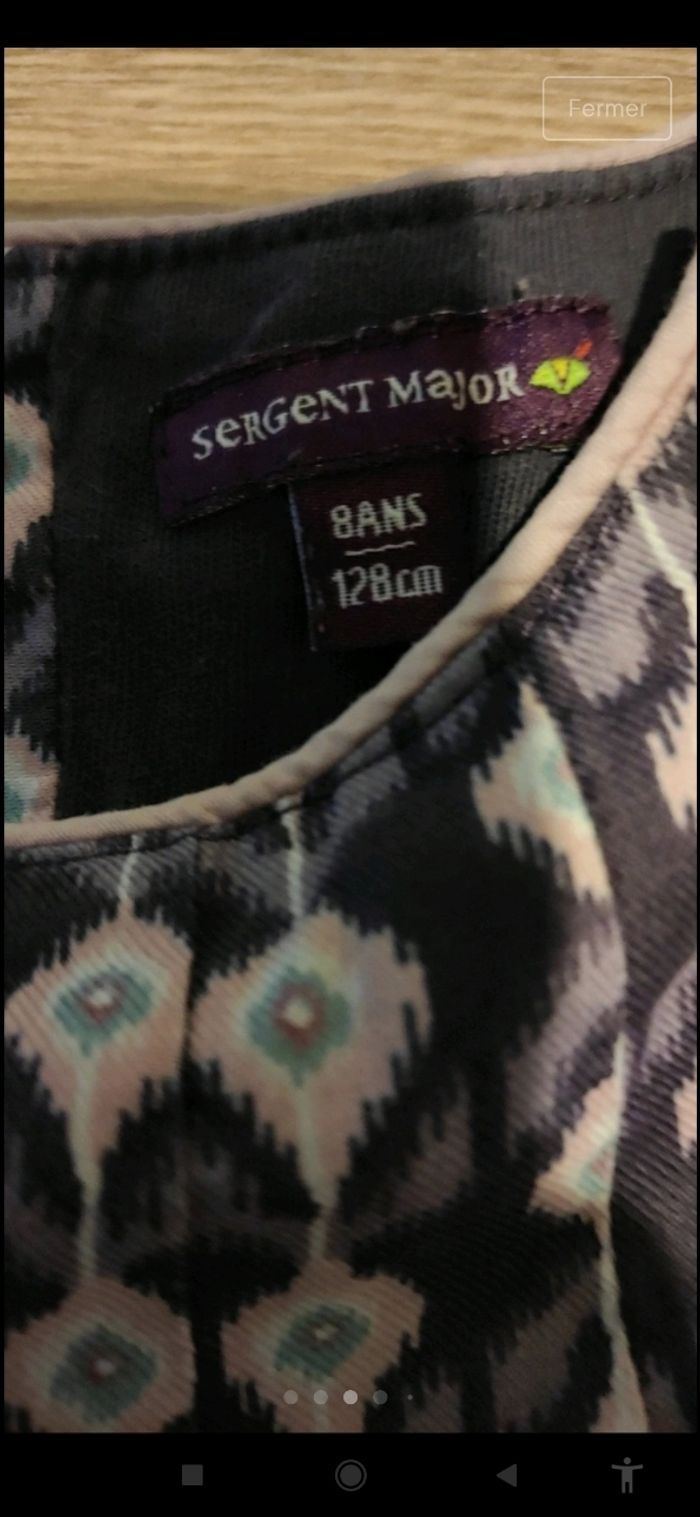 Fermer
SeRGeNT MaJoR
8ANS
128cm